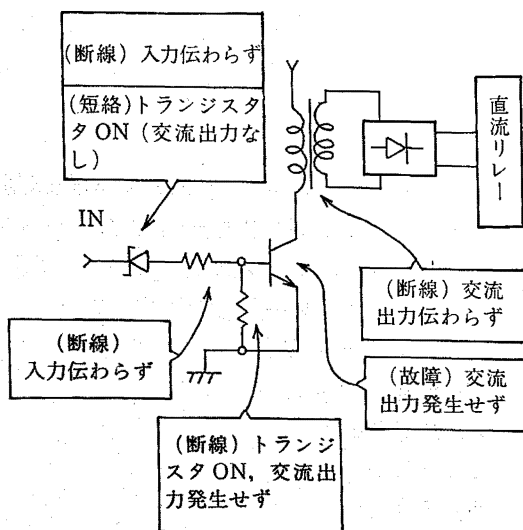 (断線) 入力伝わらず
(短絡)トランジスタ
タ ON (交流出力な
し)
直流リレー
IN
(断線) 交流
出力伝わらず
(断線)
入力伝わらず
(故障) 交流
出力発生せず
(断線) トランジ
スタ ON, 交流出
力発生せず